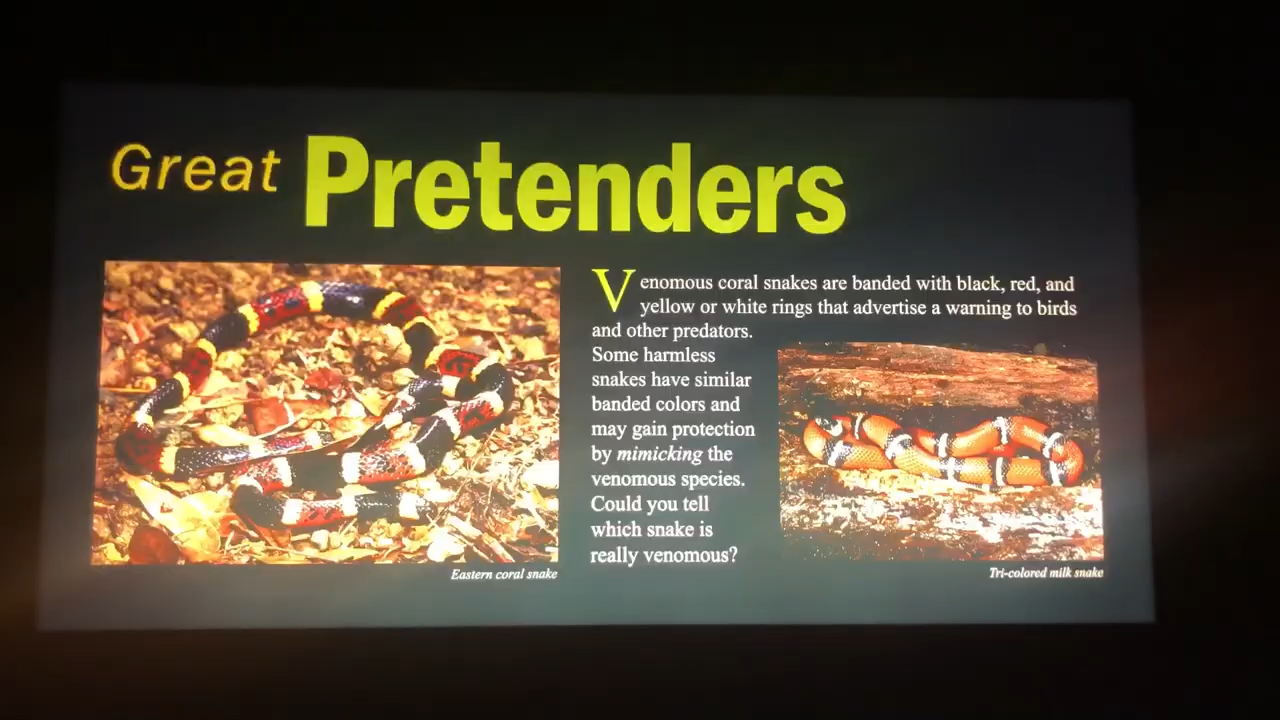 Great Pretenders
Venomous coral snakes are banded with black, red, and
yellow or white rings that advertise a warning to birds
and other predators.
Some harmless
snakes have similar
banded colors and
may gain protection
by mimicking the
venomous species.
Could you tell
which snake is
really venomous?
Eastern coral snake
Tri-colored milk snake